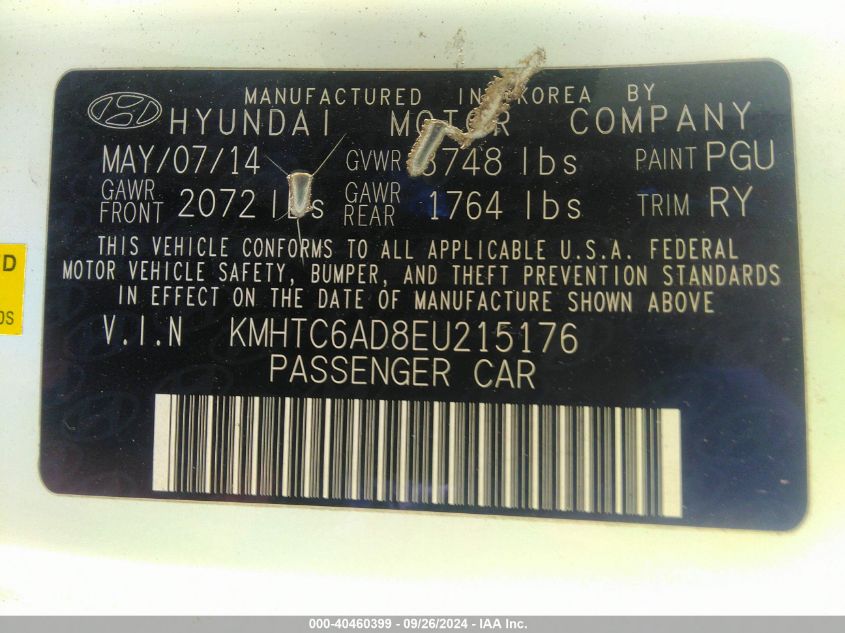 MANUFACTURED IN KOREA BY
HYUNDAI MOTOR COMPANY
MAY/07/14 GVWR 3748 lbs PAINT PGU
GAWR FRONT 2072 lbs GAWR REAR 1764 lbs TRIM RY
THIS VEHICLE CONFORMS TO ALL APPLICABLE U.S.A. FEDERAL
MOTOR VEHICLE SAFETY, BUMPER, AND THEFT PREVENTION STANDARDS
IN EFFECT ON THE DATE OF MANUFACTURE SHOWN ABOVE
V.I.N KMHTC6AD8EU215176
PASSENGER CAR
D
OS
000-40460399 - 09/26/2024 - IAA Inc.